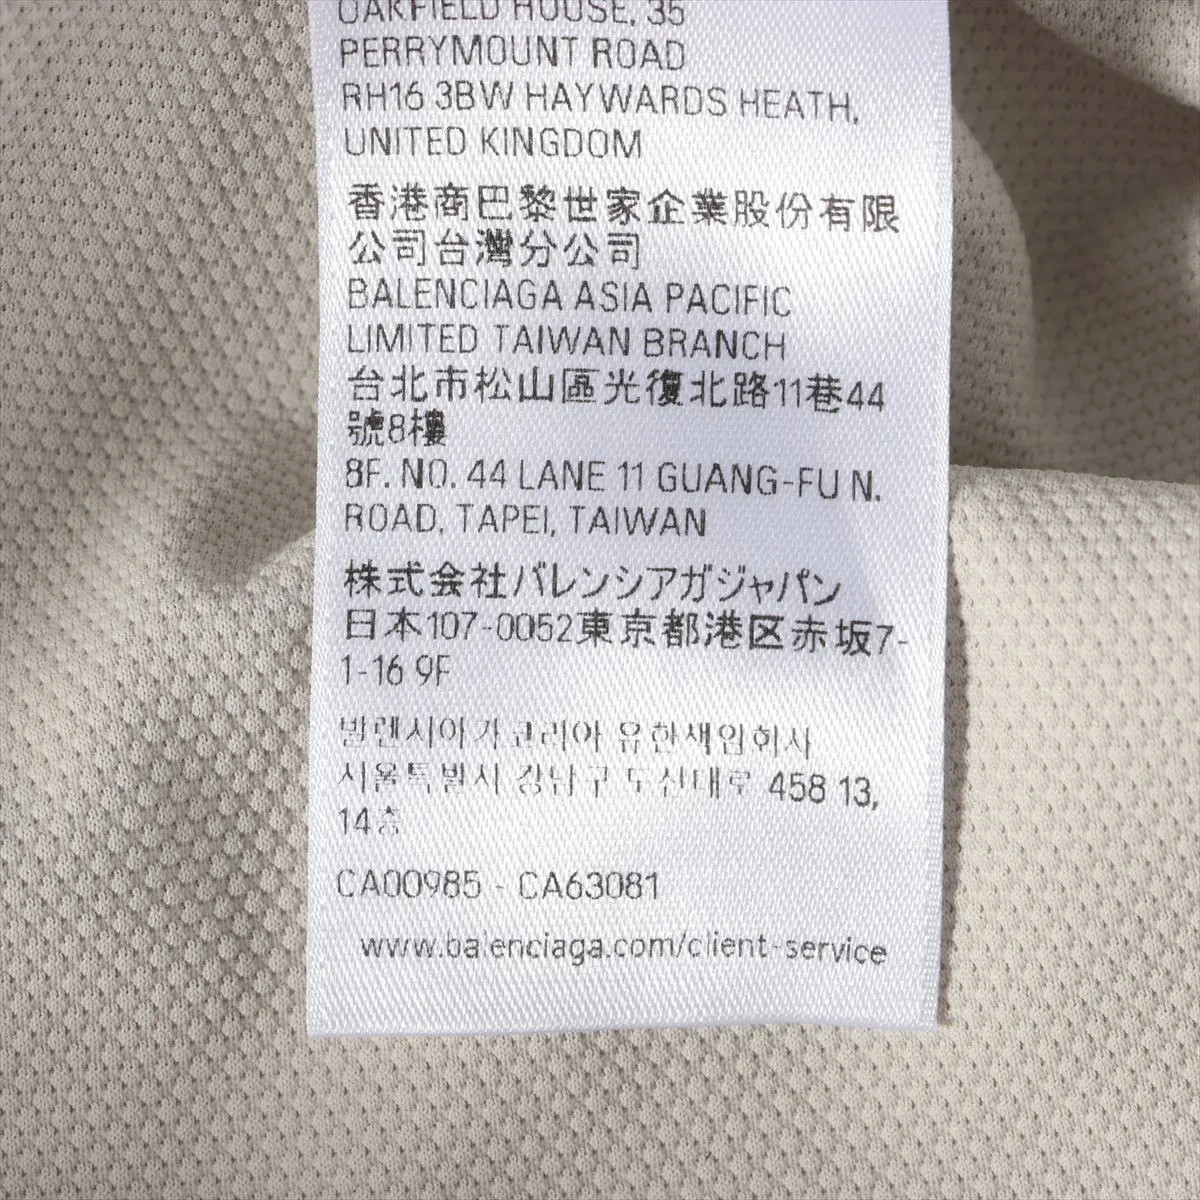 OAKFIELD HOUSE, 35
PERRYMOUNT ROAD
RH16 3BW HAYWARDS HEATH,
UNITED KINGDOM
香港商巴黎世家企業股份有限
公司台灣分公司
BALENCIAGA ASIA PACIFIC
LIMITED TAIWAN BRANCH
台北市松山區光復北路11巷44
號8樓
8F. NO. 44 LANE 11 GUANG-FU N.
ROAD, TAPEI, TAIWAN
株式会社バレンシアガジャパン
日本107-0052東京都港区赤坂7-
1-16 9F
발렌시아가코리아 유한책임회사
서울특별시 강남구 도산대로 458 13,
14층
CA00985 - CA63081
www.balenciaga.com/client-service